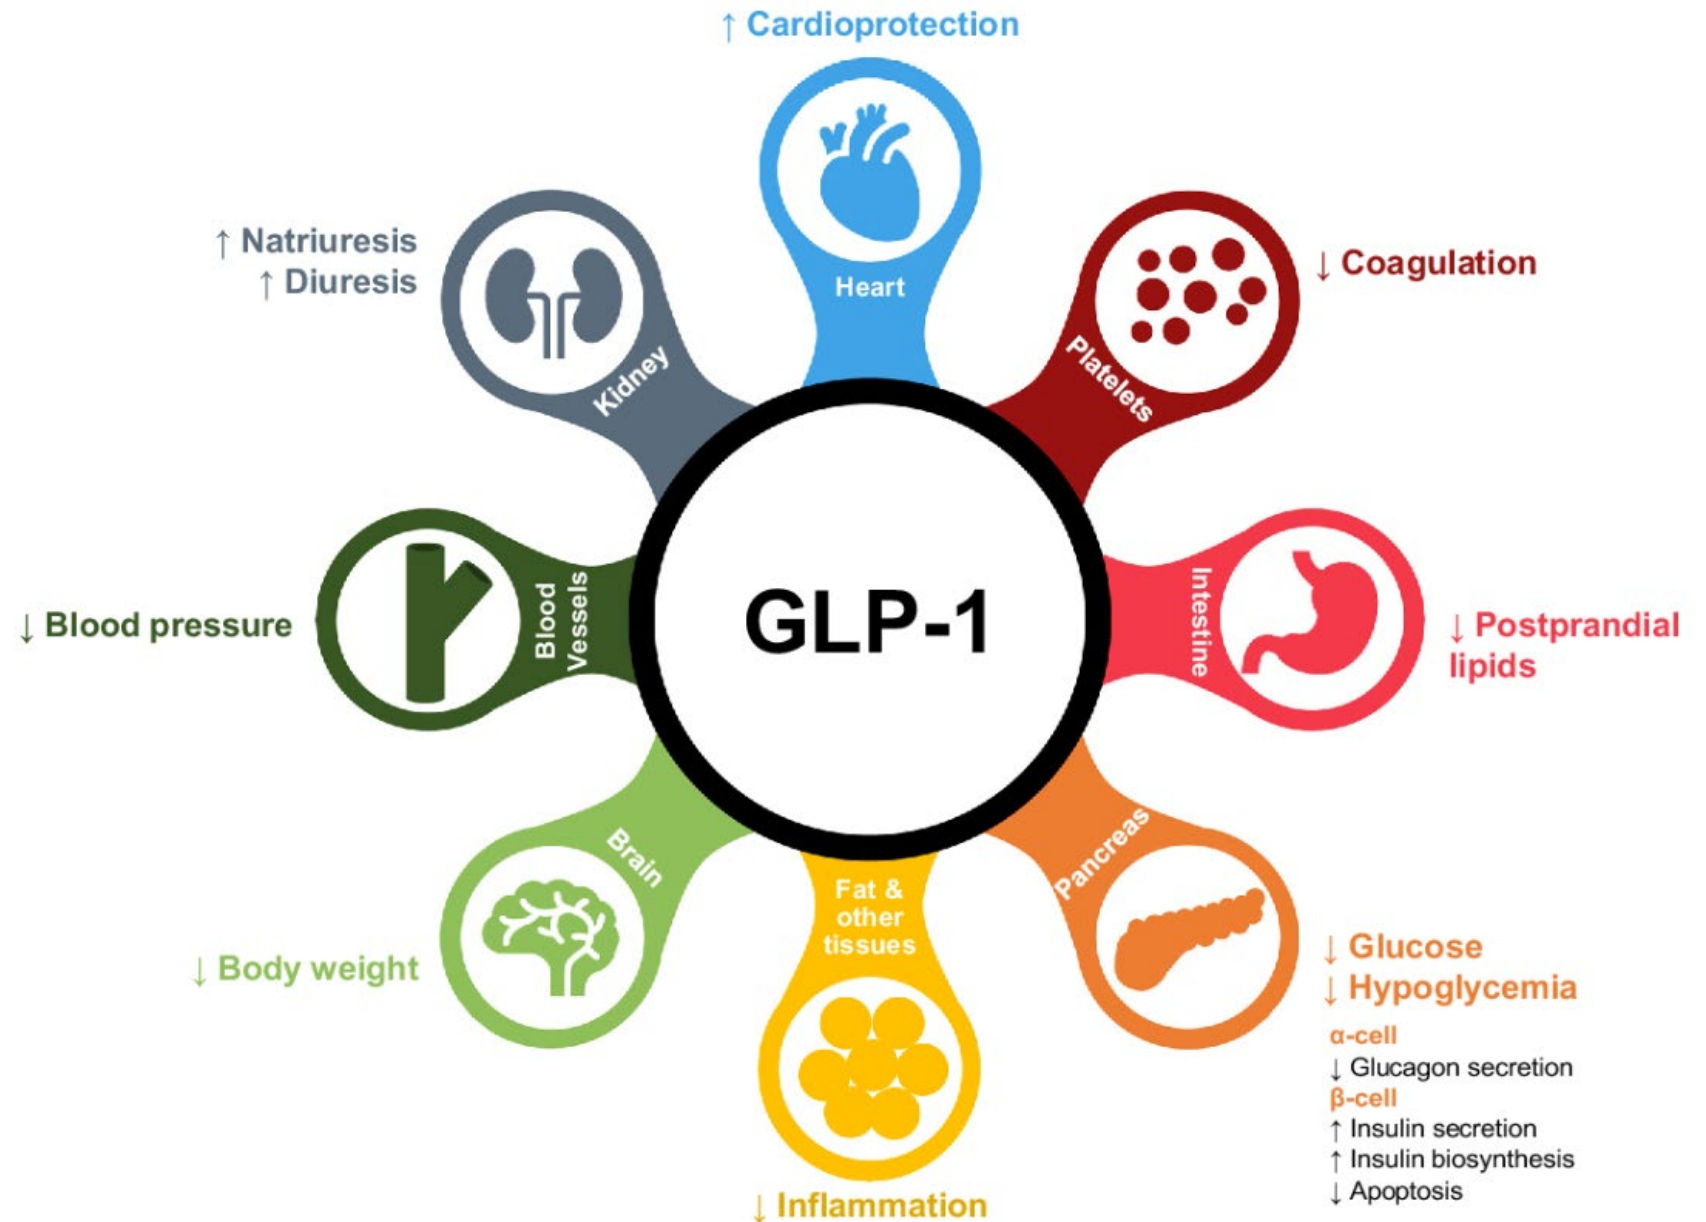 ↑ Cardioprotection
Heart
↑ Natriuresis
↑ Diuresis
Kidney
↓ Coagulation
Platelets
↓ Blood pressure
Blood
Vessels
GLP-1
Intestine
↓ Postprandial
lipids
Brain
↓ Body weight
Fat &
other
tissues
↓ Inflammation
Pancreas
↓ Glucose
↓ Hypoglycemia
α-cell
↓ Glucagon secretion
β-cell
↑ Insulin secretion
↑ Insulin biosynthesis
↓ Apoptosis